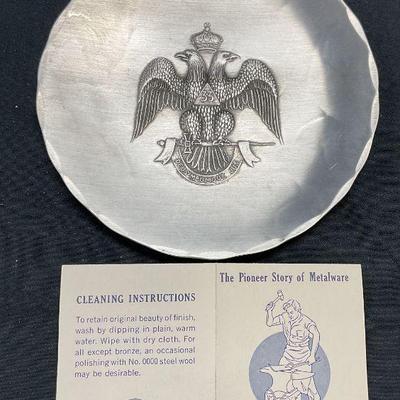 32
The Pioneer Story of Metalware
CLEANING INSTRUCTIONS
To retain original beauty of finish,
wash by dipping in plain, warm
water. Wipe with dry cloth. For
all except bronze, an occasional
polishing with No. 0000 steel wool
may be desirable.